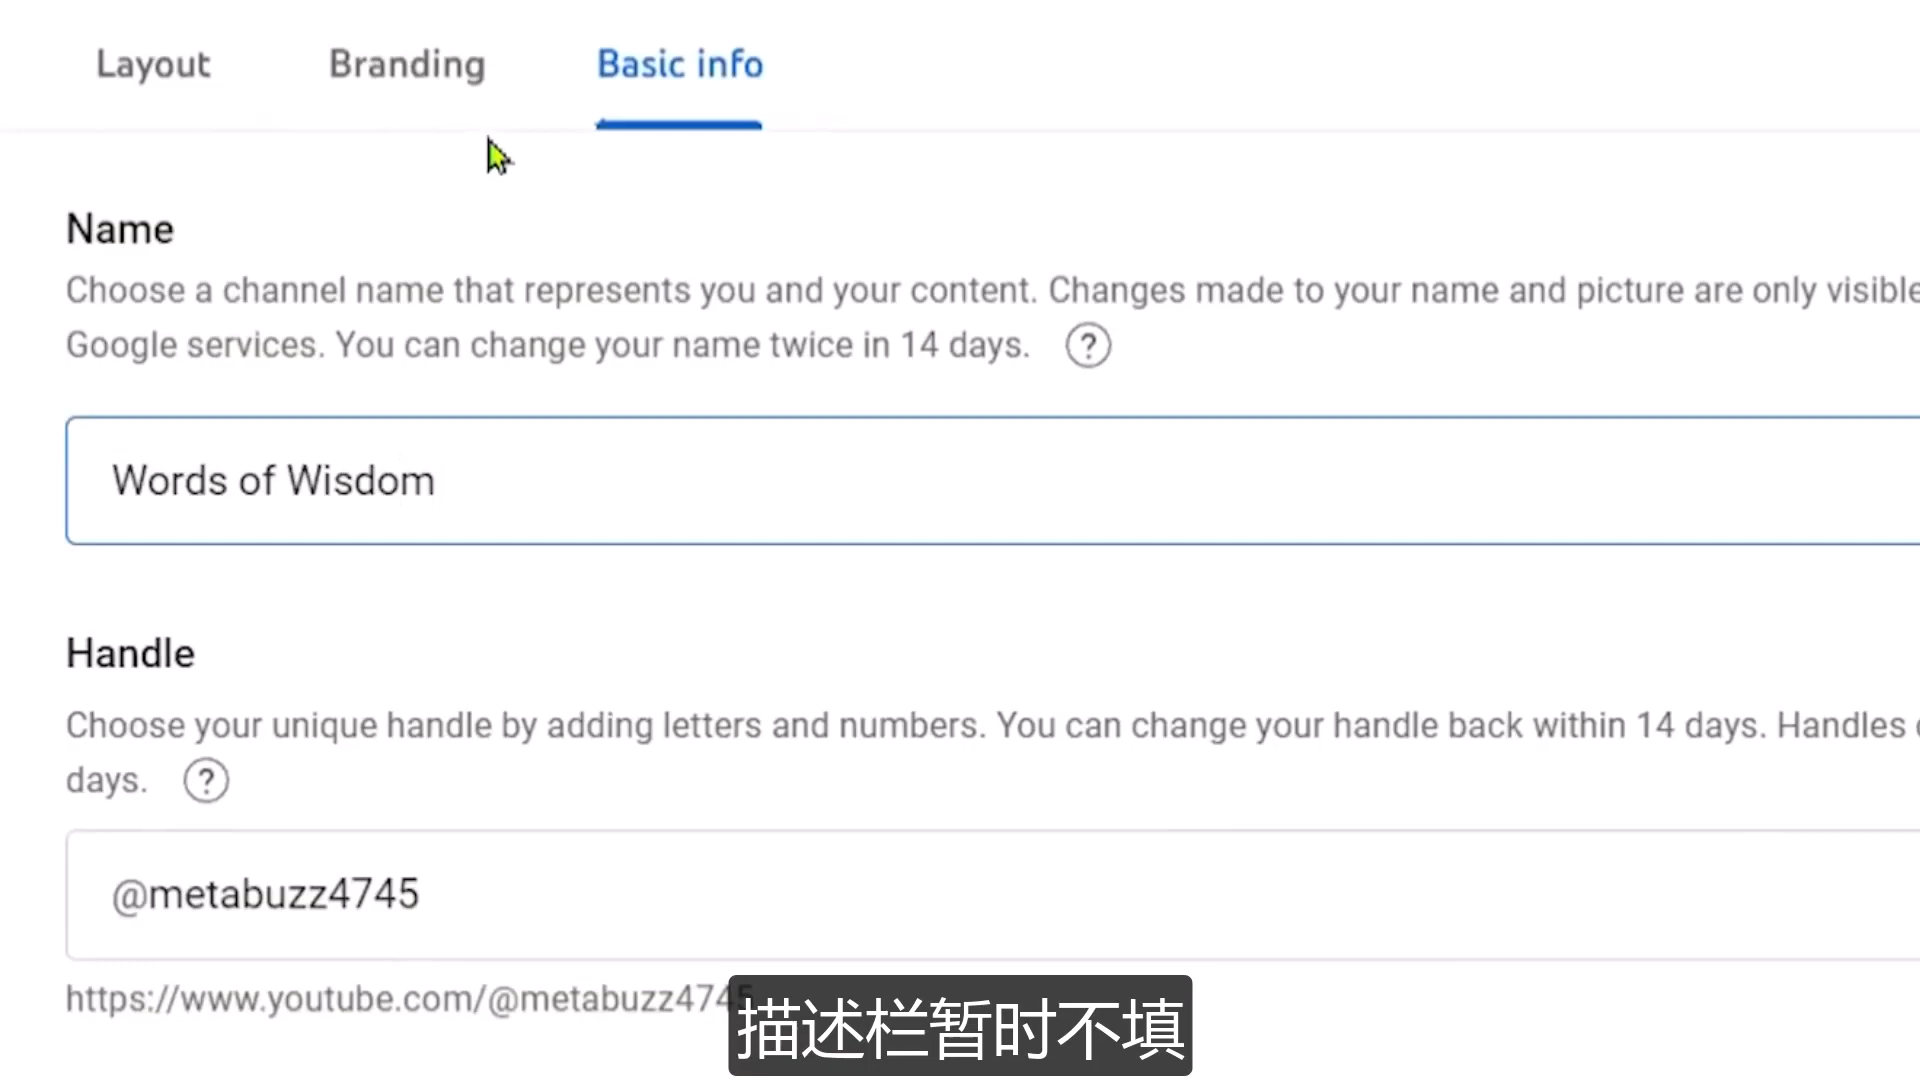 Layout Branding Basic info
Name
Choose a channel name that represents you and your content. Changes made to your name and picture are only visible
Google services. You can change your name twice in 14 days. ?
Words of Wisdom
Handle
Choose your unique handle by adding letters and numbers. You can change your handle back within 14 days. Handles
days. ?
@metabuzz4745
https://www.youtube.com/@metabuzz4745
描述栏暂时不填